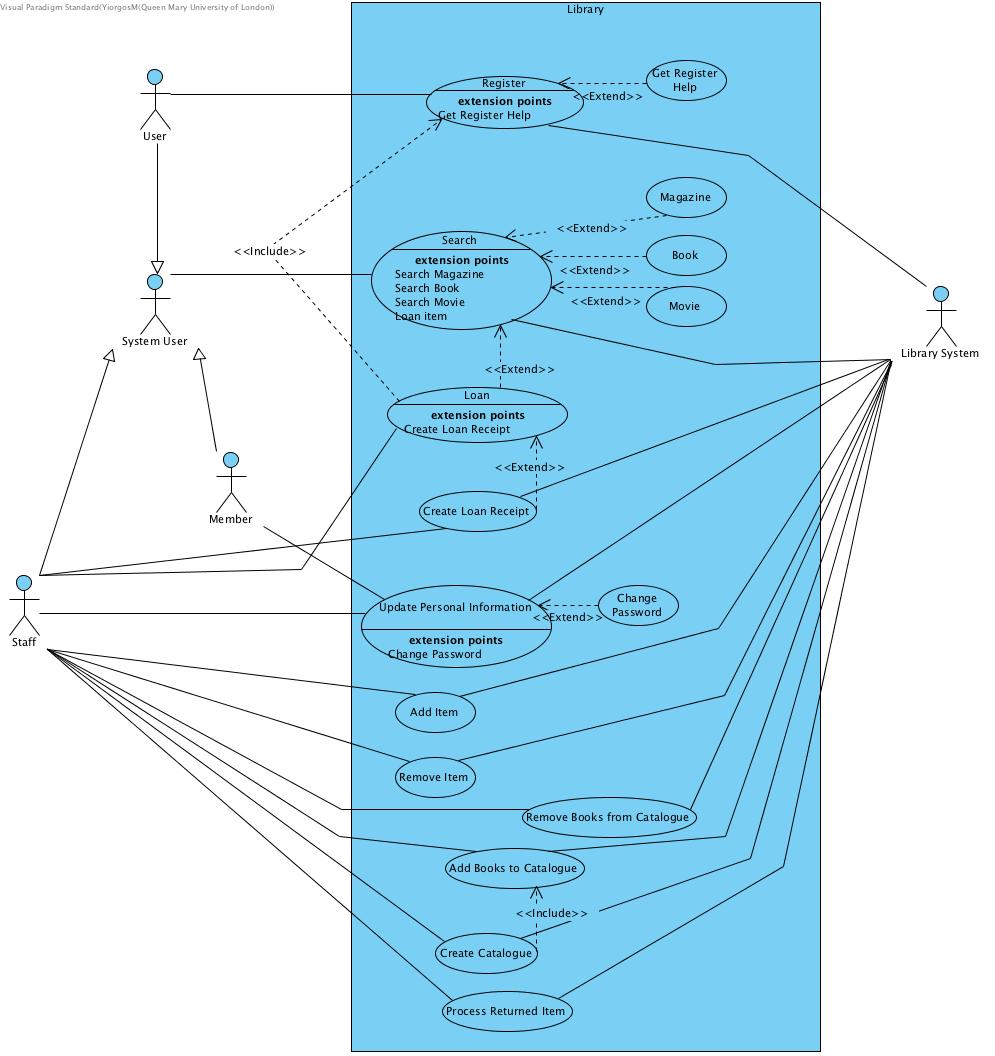 Visual Paradigm Standard(YiorgosM(Queen Mary University of London))
Library
Register
extension points
Get Register Help
Get Register
Help
<<Extend>>
User
Magazine
<<Extend>>
Search
extension points
Search Magazine
Search Book
Search Movie
Loan item
Book
<<Extend>>
Movie
<<Extend>>
<<Include>>
System User
Library System
<<Extend>>
Loan
extension points
Create Loan Receipt
<<Extend>>
Create Loan Receipt
Member
Update Personal Information
extension points
Change Password
Change
Password
<<Extend>>
Staff
Add Item
Remove Item
Remove Books from Catalogue
Add Books to Catalogue
<<Include>>
Create Catalogue
Process Returned Item